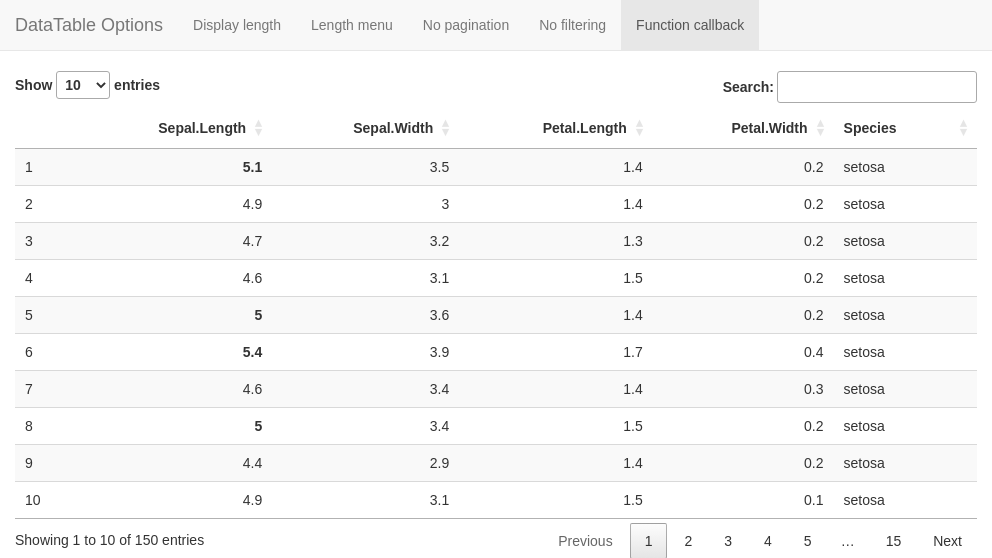 DataTable Options Display length Length menu No pagination No filtering Function callback
Show 10 entries Search:
Sepal.Length Sepal.Width Petal.Length Petal.Width Species
1 5.1 3.5 1.4 0.2 setosa
2 4.9 3 1.4 0.2 setosa
3 4.7 3.2 1.3 0.2 setosa
4 4.6 3.1 1.5 0.2 setosa
5 5 3.6 1.4 0.2 setosa
6 5.4 3.9 1.7 0.4 setosa
7 4.6 3.4 1.4 0.3 setosa
8 5 3.4 1.5 0.2 setosa
9 4.4 2.9 1.4 0.2 setosa
10 4.9 3.1 1.5 0.1 setosa
Showing 1 to 10 of 150 entries Previous 1 2 3 4 5 … 15 Next